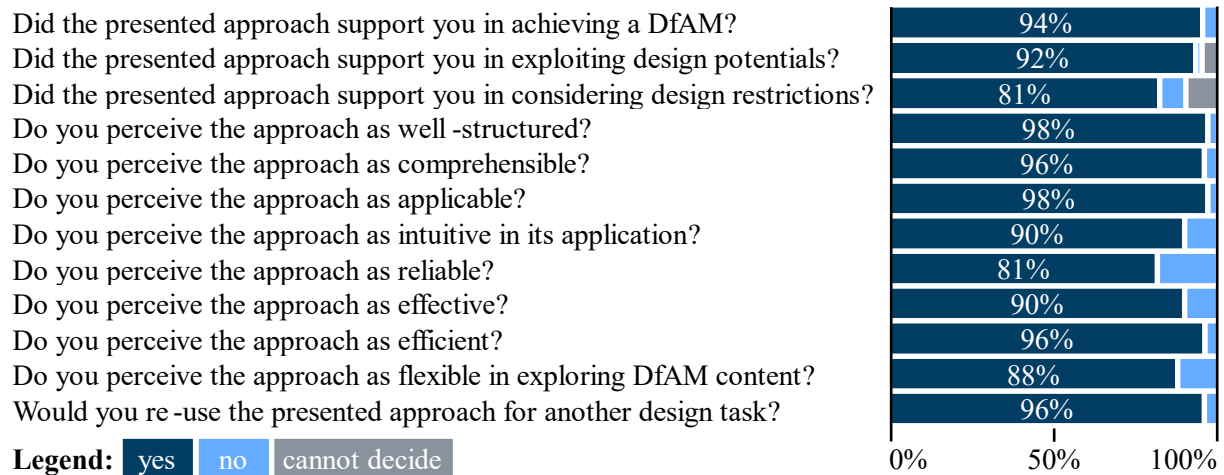 Did the presented approach support you in achieving a DfAM? 94%
Did the presented approach support you in exploiting design potentials? 92%
Did the presented approach support you in considering design restrictions? 81%
Do you perceive the approach as well -structured? 98%
Do you perceive the approach as comprehensible? 96%
Do you perceive the approach as applicable? 98%
Do you perceive the approach as intuitive in its application? 90%
Do you perceive the approach as reliable? 81%
Do you perceive the approach as effective? 90%
Do you perceive the approach as efficient? 96%
Do you perceive the approach as flexible in exploring DfAM content? 88%
Would you re -use the presented approach for another design task? 96%
Legend: yes no cannot decide 0% 50% 100%